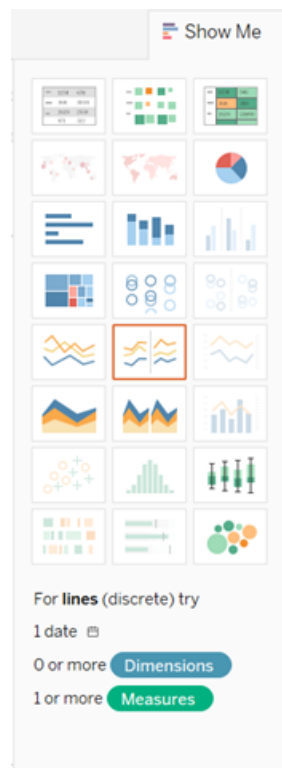 Show Me
For lines (discrete) try
1 date
0 or more Dimensions
1 or more Measures